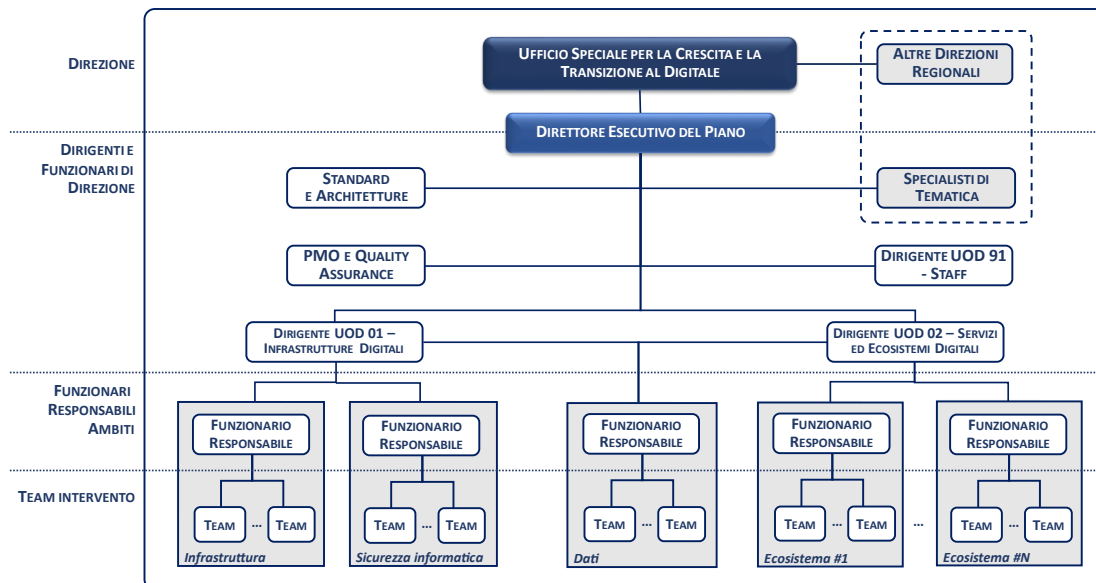 DIREZIONE
UFFICIO SPECIALE PER LA CRESCITA E LA
TRANSIZIONE AL DIGITALE
ALTRE DIREZIONI
REGIONALI
DIRETTORE ESECUTIVO DEL PIANO
DIRIGENTI E
FUNZIONARI DI
DIREZIONE
STANDARD
E ARCHITETTURE
SPECIALISTI DI
TEMATICA
PMO E QUALITY
ASSURANCE
DIRIGENTE UOD 91
- STAFF
DIRIGENTE UOD 01 –
INFRASTRUTTURE DIGITALI
DIRIGENTE UOD 02 – SERVIZI
ED ECOSISTEMI DIGITALI
FUNZIONARI
RESPONSABILI
AMBITI
FUNZIONARIO
RESPONSABILE
FUNZIONARIO
RESPONSABILE
FUNZIONARIO
RESPONSABILE
FUNZIONARIO
RESPONSABILE
FUNZIONARIO
RESPONSABILE
TEAM INTERVENTO
TEAM ... TEAM
TEAM ... TEAM
TEAM ... TEAM
TEAM ... TEAM
...
TEAM ... TEAM
Infrastruttura
Sicurezza informatica
Dati
Ecosistema #1
Ecosistema #N